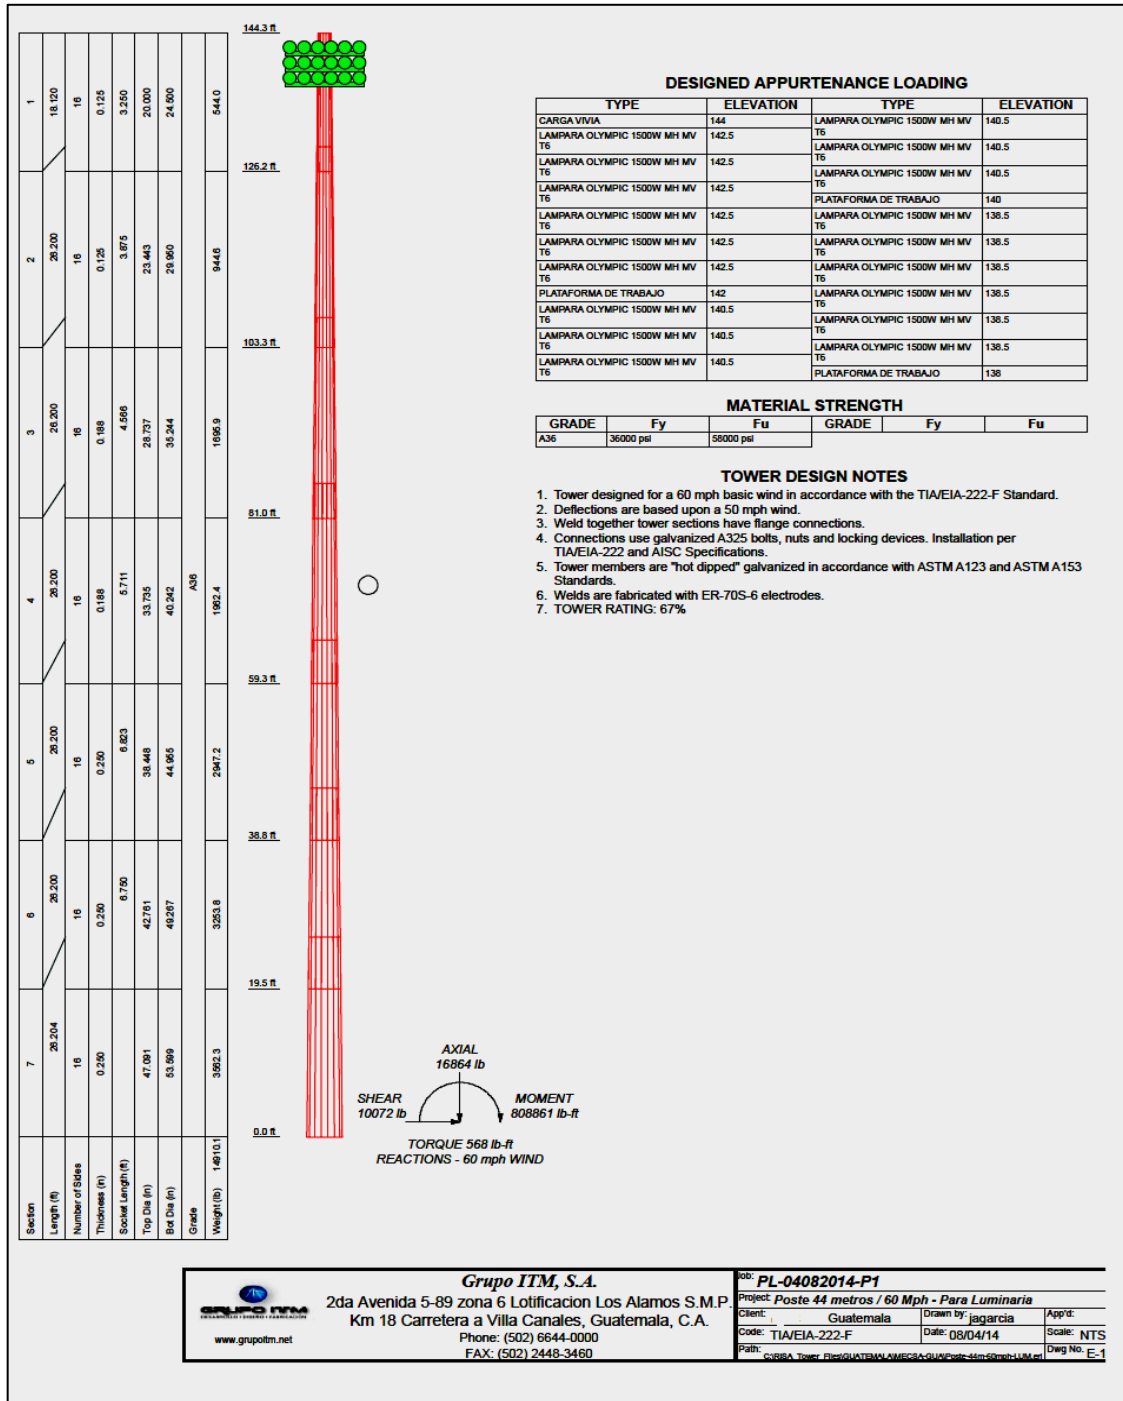 144.3 ft
126.2 ft
103.3 ft
81.0 ft
59.3 ft
38.8 ft
19.5 ft
0.0 ft
Section 1 2 3 4 5 6 7
Length (ft) 18.120 26.200 26.200 26.200 26.200 26.200 26.204
Number of Sides 16 16 16 16 16 16 16
Thickness (in) 0.125 0.125 0.188 0.188 0.250 0.250 0.250
Socket Length (ft) 3.250 3.875 4.566 5.711 6.823 6.750
Top Dia (in) 20.000 23.443 28.737 33.735 38.448 42.761 47.091
Bot Dia (in) 24.500 29.950 35.244 40.242 44.955 49.267 53.599
Grade A36
Weight (lb) 14910.1 544.0 944.6 1695.9 1962.4 2947.2 3253.8 3562.3
DESIGNED APPURTENANCE LOADING
TYPE ELEVATION TYPE ELEVATION
CARGA VIVIA 144
LAMPARA OLYMPIC 1500W MH MV T6 142.5
LAMPARA OLYMPIC 1500W MH MV T6 142.5
LAMPARA OLYMPIC 1500W MH MV T6 142.5
LAMPARA OLYMPIC 1500W MH MV T6 142.5
LAMPARA OLYMPIC 1500W MH MV T6 142.5
LAMPARA OLYMPIC 1500W MH MV T6 142.5
PLATAFORMA DE TRABAJO 142
LAMPARA OLYMPIC 1500W MH MV T6 140.5
LAMPARA OLYMPIC 1500W MH MV T6 140.5
LAMPARA OLYMPIC 1500W MH MV T6 140.5
LAMPARA OLYMPIC 1500W MH MV T6 140.5
LAMPARA OLYMPIC 1500W MH MV T6 140.5
LAMPARA OLYMPIC 1500W MH MV T6 140.5
PLATAFORMA DE TRABAJO 140
LAMPARA OLYMPIC 1500W MH MV T6 138.5
LAMPARA OLYMPIC 1500W MH MV T6 138.5
LAMPARA OLYMPIC 1500W MH MV T6 138.5
LAMPARA OLYMPIC 1500W MH MV T6 138.5
LAMPARA OLYMPIC 1500W MH MV T6 138.5
LAMPARA OLYMPIC 1500W MH MV T6 138.5
PLATAFORMA DE TRABAJO 138
MATERIAL STRENGTH
GRADE Fy Fu GRADE Fy Fu
A36 36000 psi 58000 psi
TOWER DESIGN NOTES
1. Tower designed for a 60 mph basic wind in accordance with the TIA/EIA-222-F Standard.
2. Deflections are based upon a 50 mph wind.
3. Weld together tower sections have flange connections.
4. Connections use galvanized A325 bolts, nuts and locking devices. Installation per
TIA/EIA-222 and AISC Specifications.
5. Tower members are "hot dipped" galvanized in accordance with ASTM A123 and ASTM A153
Standards.
6. Welds are fabricated with ER-70S-6 electrodes.
7. TOWER RATING: 67%
AXIAL
16864 lb
SHEAR
10072 lb
MOMENT
808861 lb-ft
TORQUE 568 lb-ft
REACTIONS - 60 mph WIND
GRUPO ITM
www.grupoitm.net
Grupo ITM, S.A.
2da Avenida 5-89 zona 6 Lotificacion Los Alamos S.M.P.
Km 18 Carretera a Villa Canales, Guatemala, C.A.
Phone: (502) 6644-0000
FAX: (502) 2448-3460
Job: PL-04082014-P1
Project: Poste 44 metros / 60 Mph - Para Luminaria
Client: Guatemala Drawn by: jagarcia App'd:
Code: TIA/EIA-222-F Date: 08/04/14 Scale: NTS
Path: Dwg No. E-1